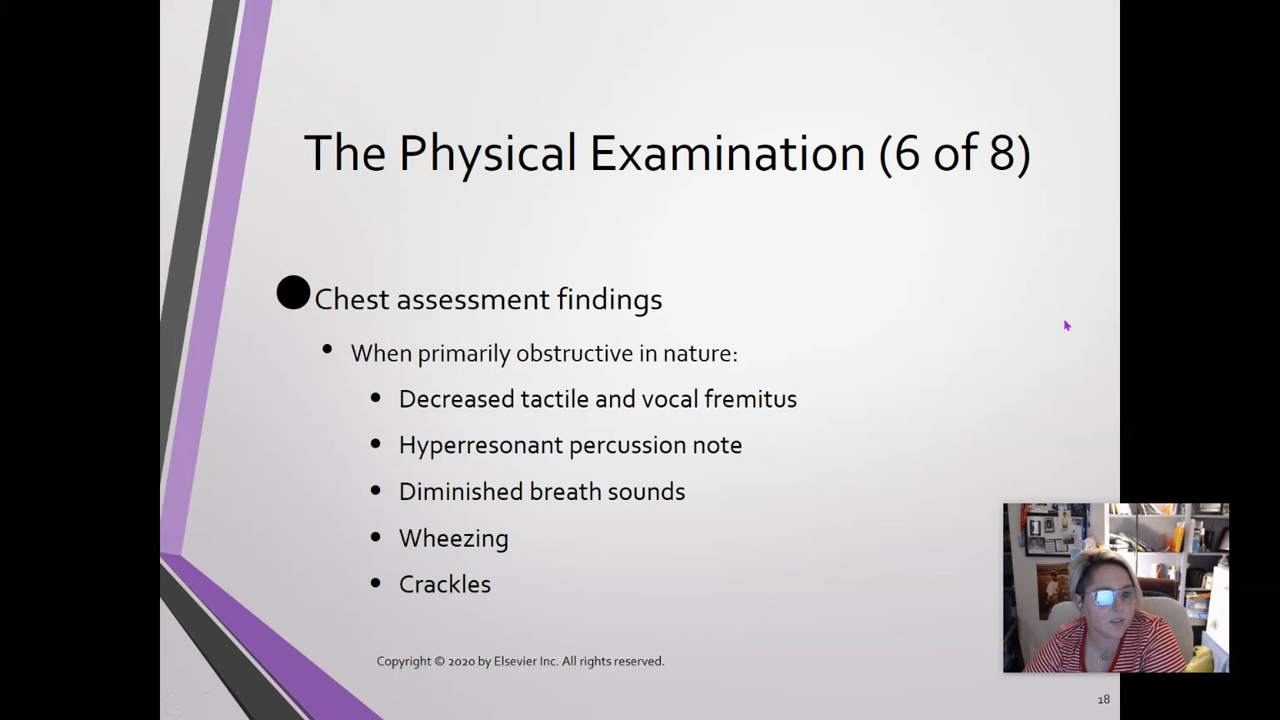 The Physical Examination (6 of 8)
Chest assessment findings
When primarily obstructive in nature:
Decreased tactile and vocal fremitus
Hyperresonant percussion note
Diminished breath sounds
Wheezing
Crackles
Copyright © 2020 by Elsevier Inc. All rights reserved.
18